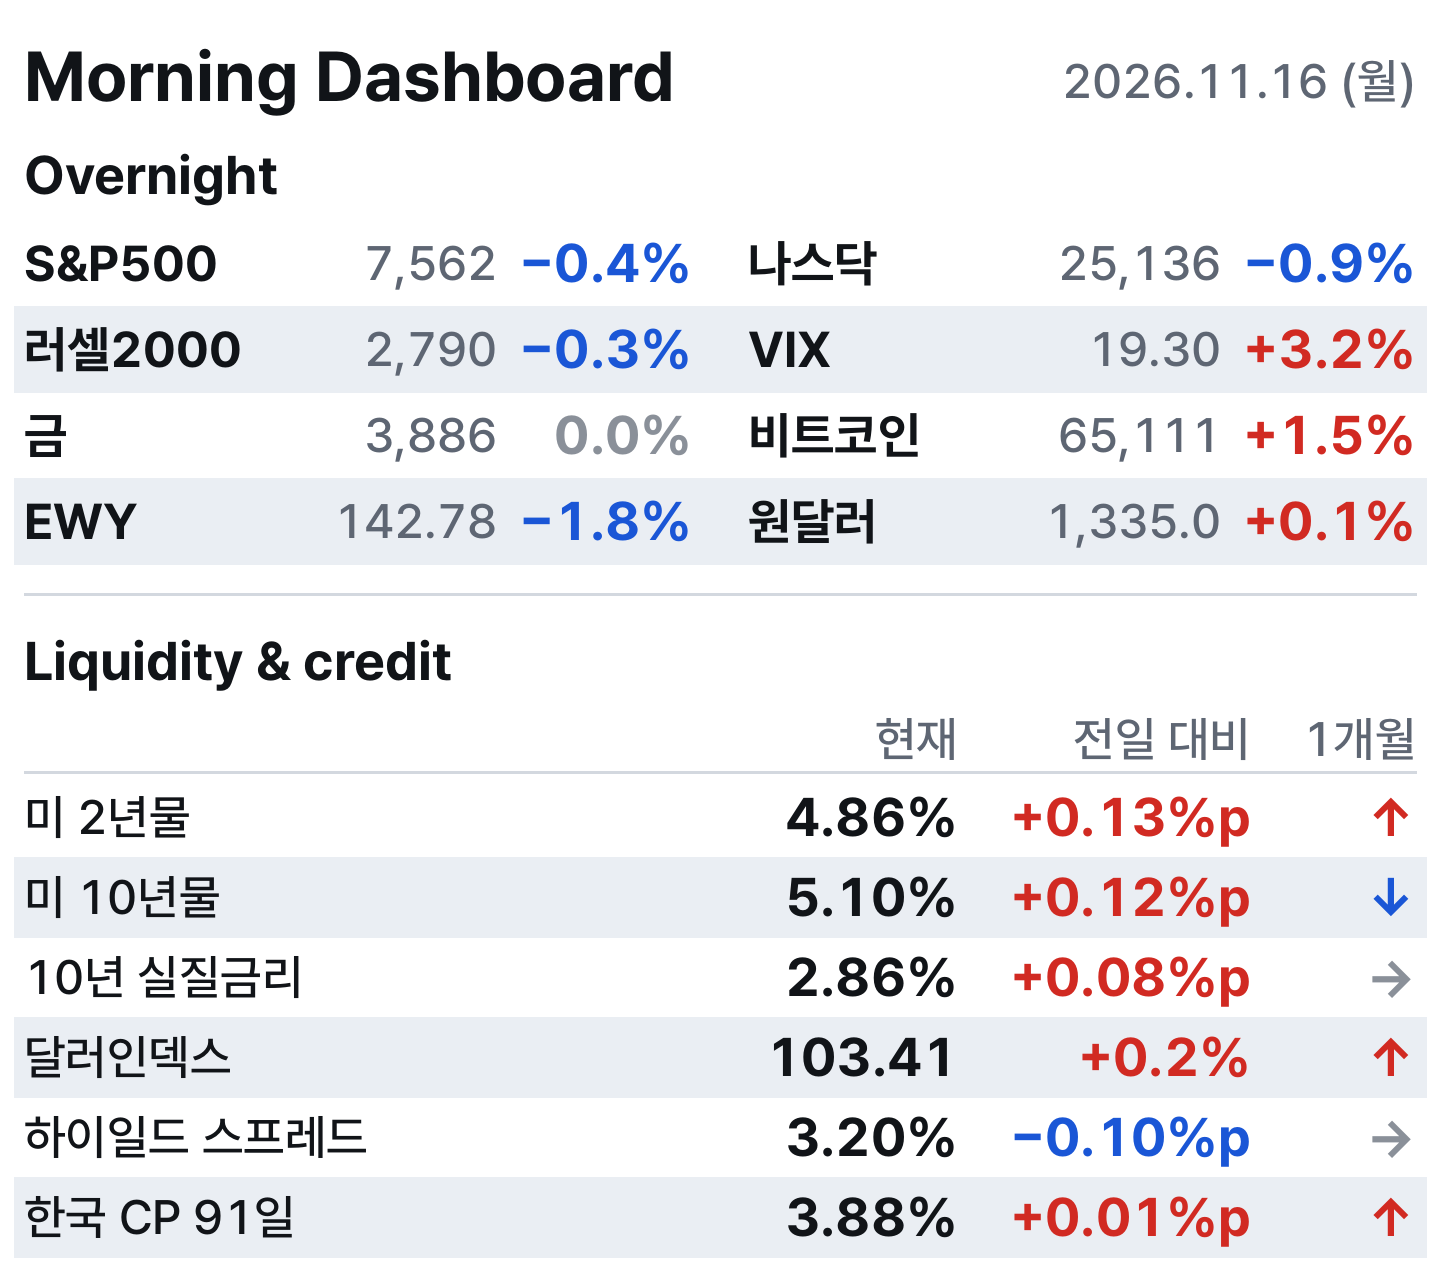 Morning Dashboard 2026.11.16 (월)
Overnight
S&P500 7,562 −0.4% 나스닥 25,136 −0.9%
러셀2000 2,790 −0.3% VIX 19.30 +3.2%
금 3,886 0.0% 비트코인 65,111 +1.5%
EWY 142.78 −1.8% 원달러 1,335.0 +0.1%
Liquidity & credit
현재 전일 대비 1개월
미 2년물 4.86% +0.13%p ↑
미 10년물 5.10% +0.12%p ↓
10년 실질금리 2.86% +0.08%p →
달러인덱스 103.41 +0.2% ↑
하이일드 스프레드 3.20% −0.10%p →
한국 CP 91일 3.88% +0.01%p ↑